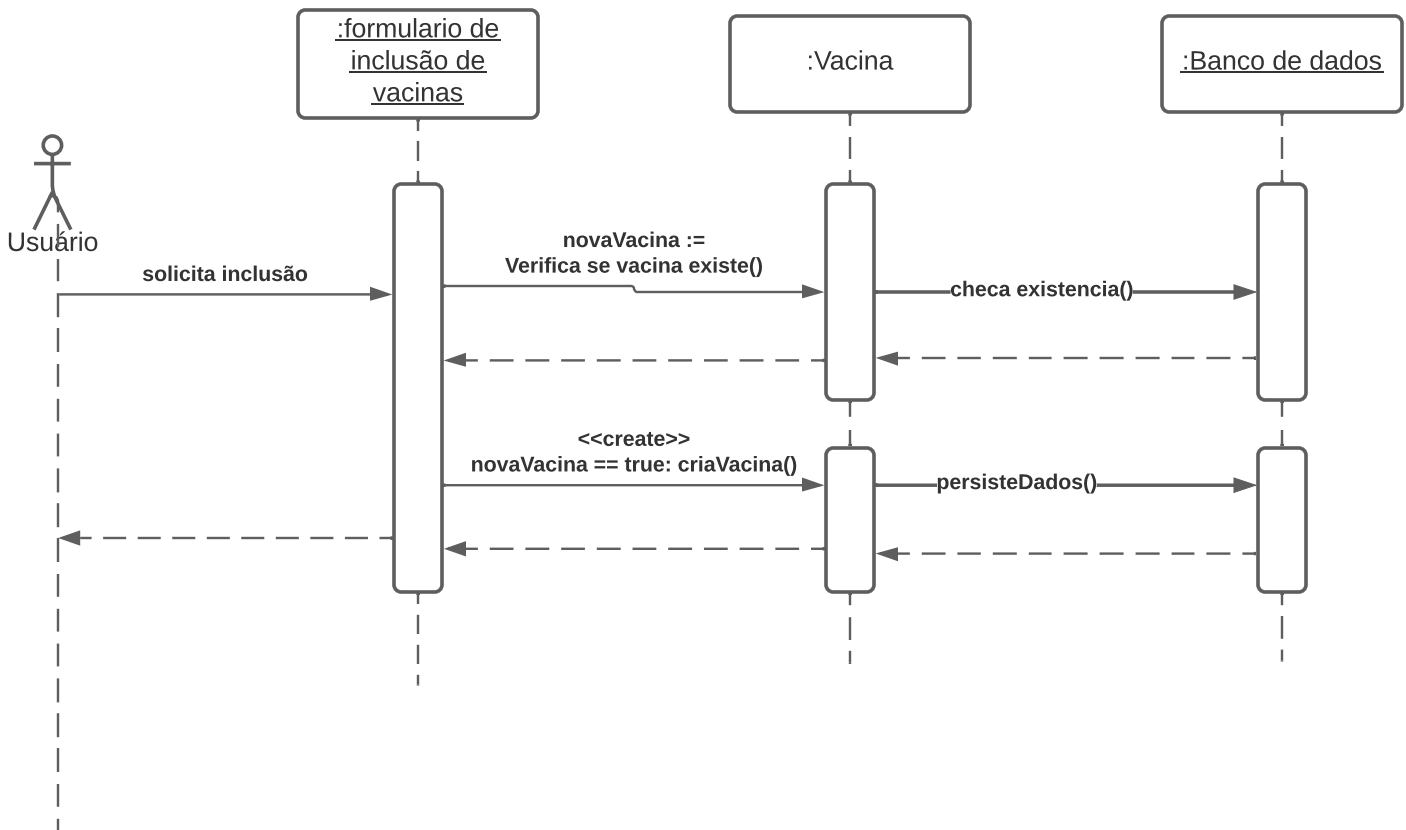 :formulario de
inclusão de
vacinas
:Vacina
:Banco de dados
Usuário
solicita inclusão
novaVacina :=
Verifica se vacina existe()
checa existencia()
<<create>>
novaVacina == true: criaVacina()
persisteDados()